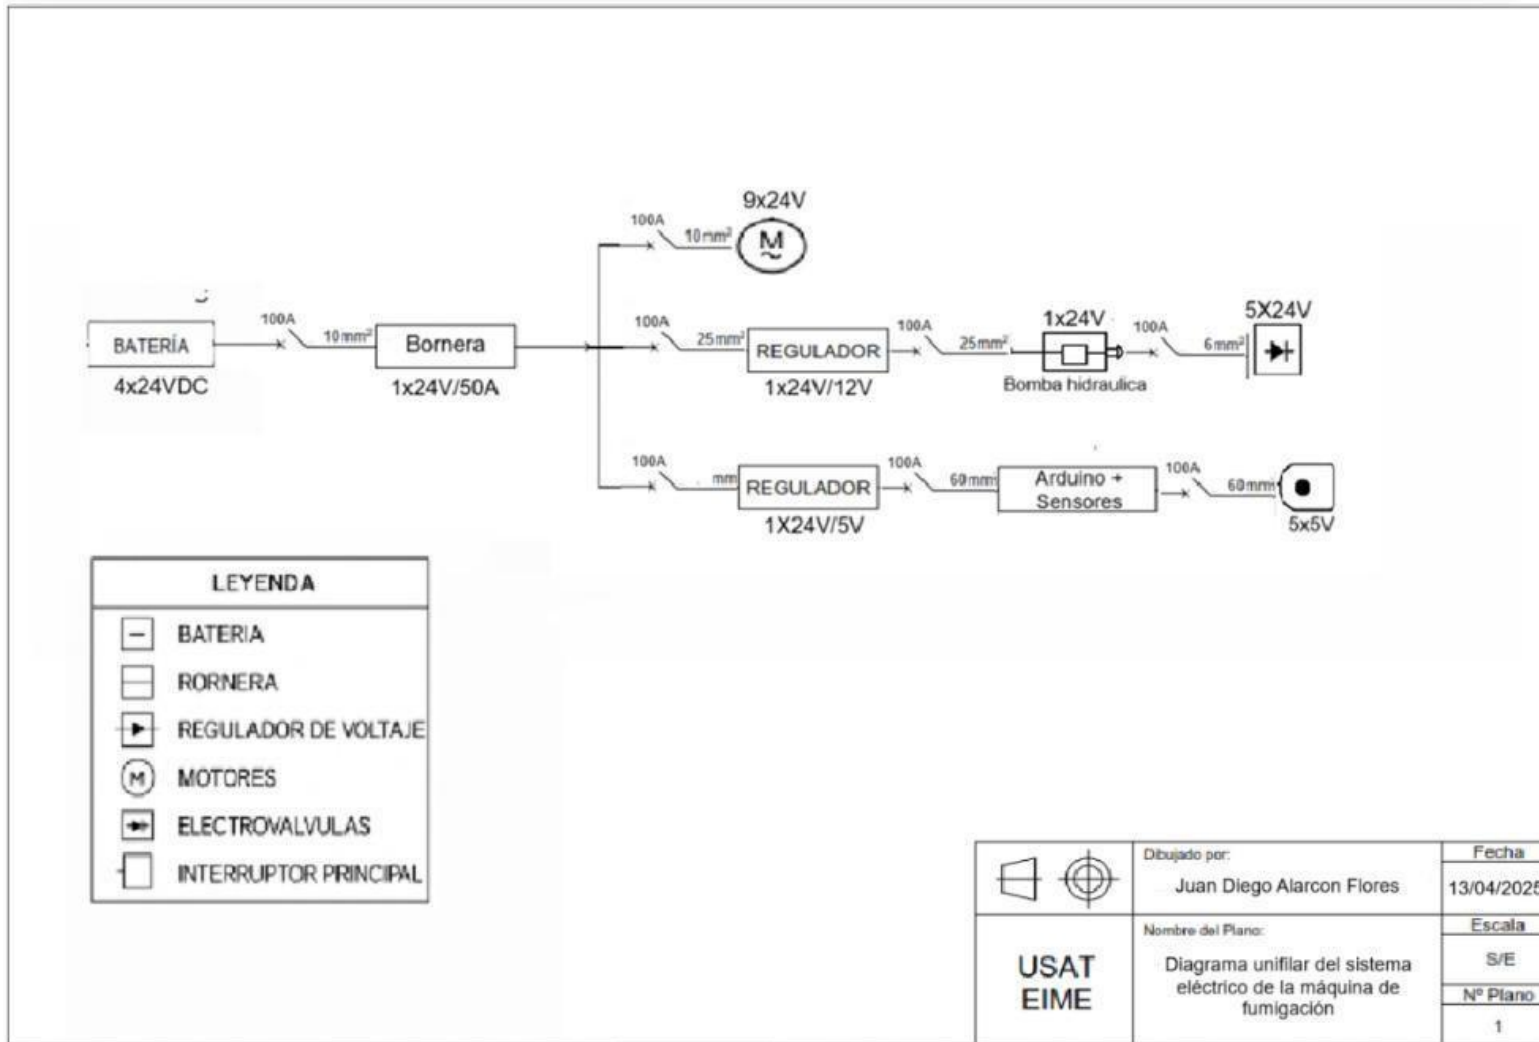 9x24V
100A
10mm²
M
100A
10mm²
BATERÍA
4x24VDC
Bornera
1x24V/50A
100A
25mm²
REGULADOR
1x24V/12V
100A
25mm²
1x24V
Bomba hidraulica
100A
6mm²
5X24V
100A
mm
REGULADOR
1X24V/5V
100A
60mm
Arduino +
Sensores
100A
60mm
5x5V
LEYENDA
BATERIA
RORNERA
REGULADOR DE VOLTAJE
M MOTORES
ELECTROVALVULAS
INTERRUPTOR PRINCIPAL
Dibujado por:
Juan Diego Alarcon Flores
Fecha
13/04/2025
USAT
EIME
Nombre del Plano:
Diagrama unifilar del sistema
eléctrico de la máquina de
fumigación
Escala
S/E
Nº Plano
1